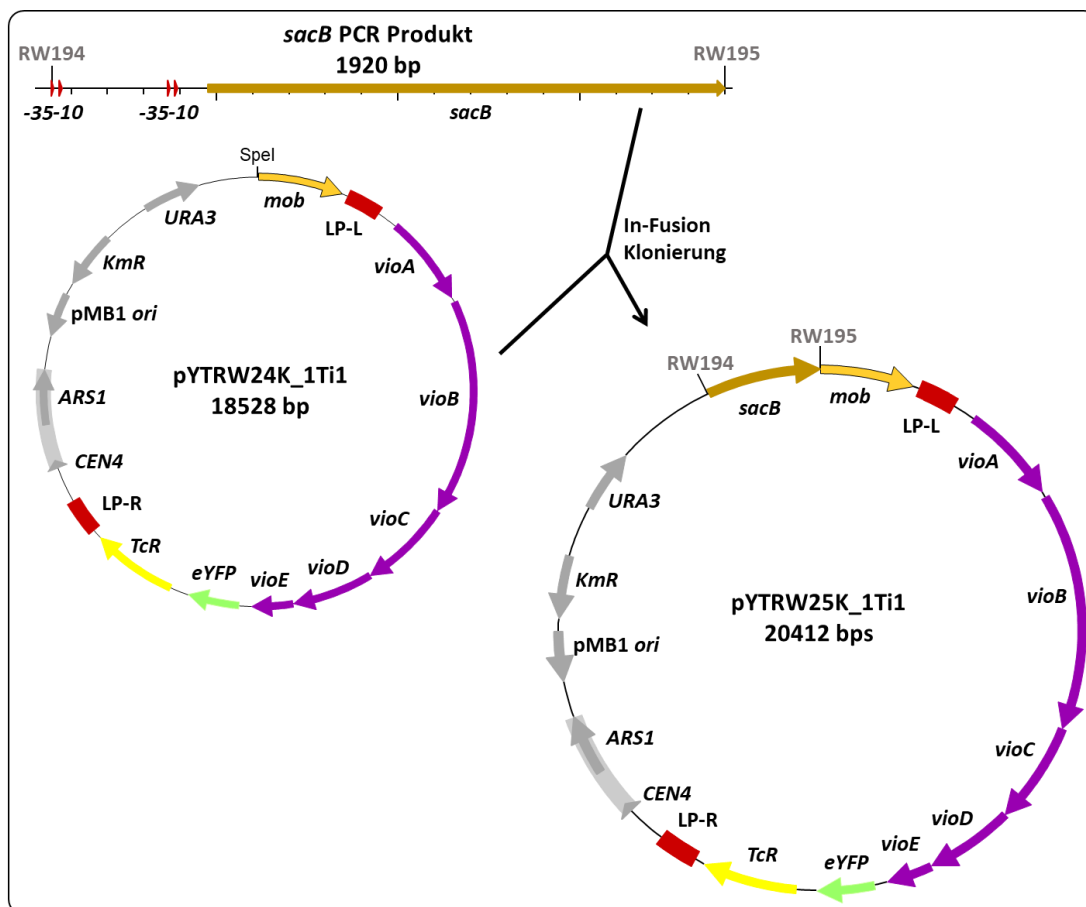 sacB PCR Produkt
1920 bp
RW194
RW195
-35-10
-35-10
sacB
SpeI
mob
LP-L
URA3
vioA
KmR
pMB1 ori
pYTRW24K_1Ti1
18528 bp
vioB
ARS1
CEN4
LP-R
vioC
TcR
vioD
vioE
eYFP
In-Fusion
Klonierung
RW195
RW194
sacB
mob
LP-L
vioA
URA3
KmR
vioB
pYTRW25K_1Ti1
20412 bps
pMB1 ori
ARS1
vioC
CEN4
LP-R
vioD
vioE
TcR
eYFP